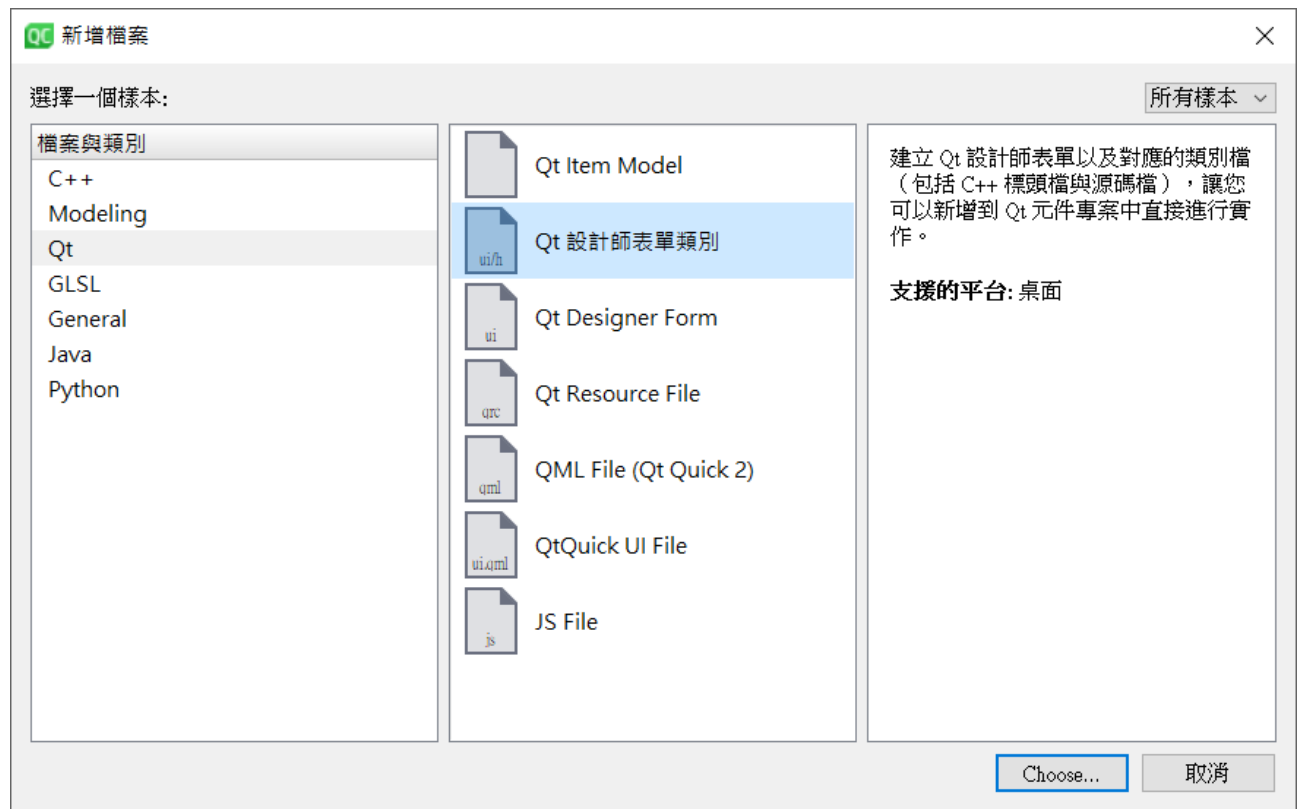 QC 新增檔案
選擇一個樣本:
所有樣本
檔案與類別
C++
Modeling
Qt
GLSL
General
Java
Python
Qt Item Model
ui/h
Qt 設計師表單類別
ui
Qt Designer Form
qrc
Qt Resource File
qml
QML File (Qt Quick 2)
ui.qml
QtQuick UI File
js
JS File
建立 Qt 設計師表單以及對應的類別檔
（包括 C++ 標頭檔與源碼檔），讓您
可以新增到 Qt 元件專案中直接進行實
作。
支援的平台: 桌面
Choose...
取消